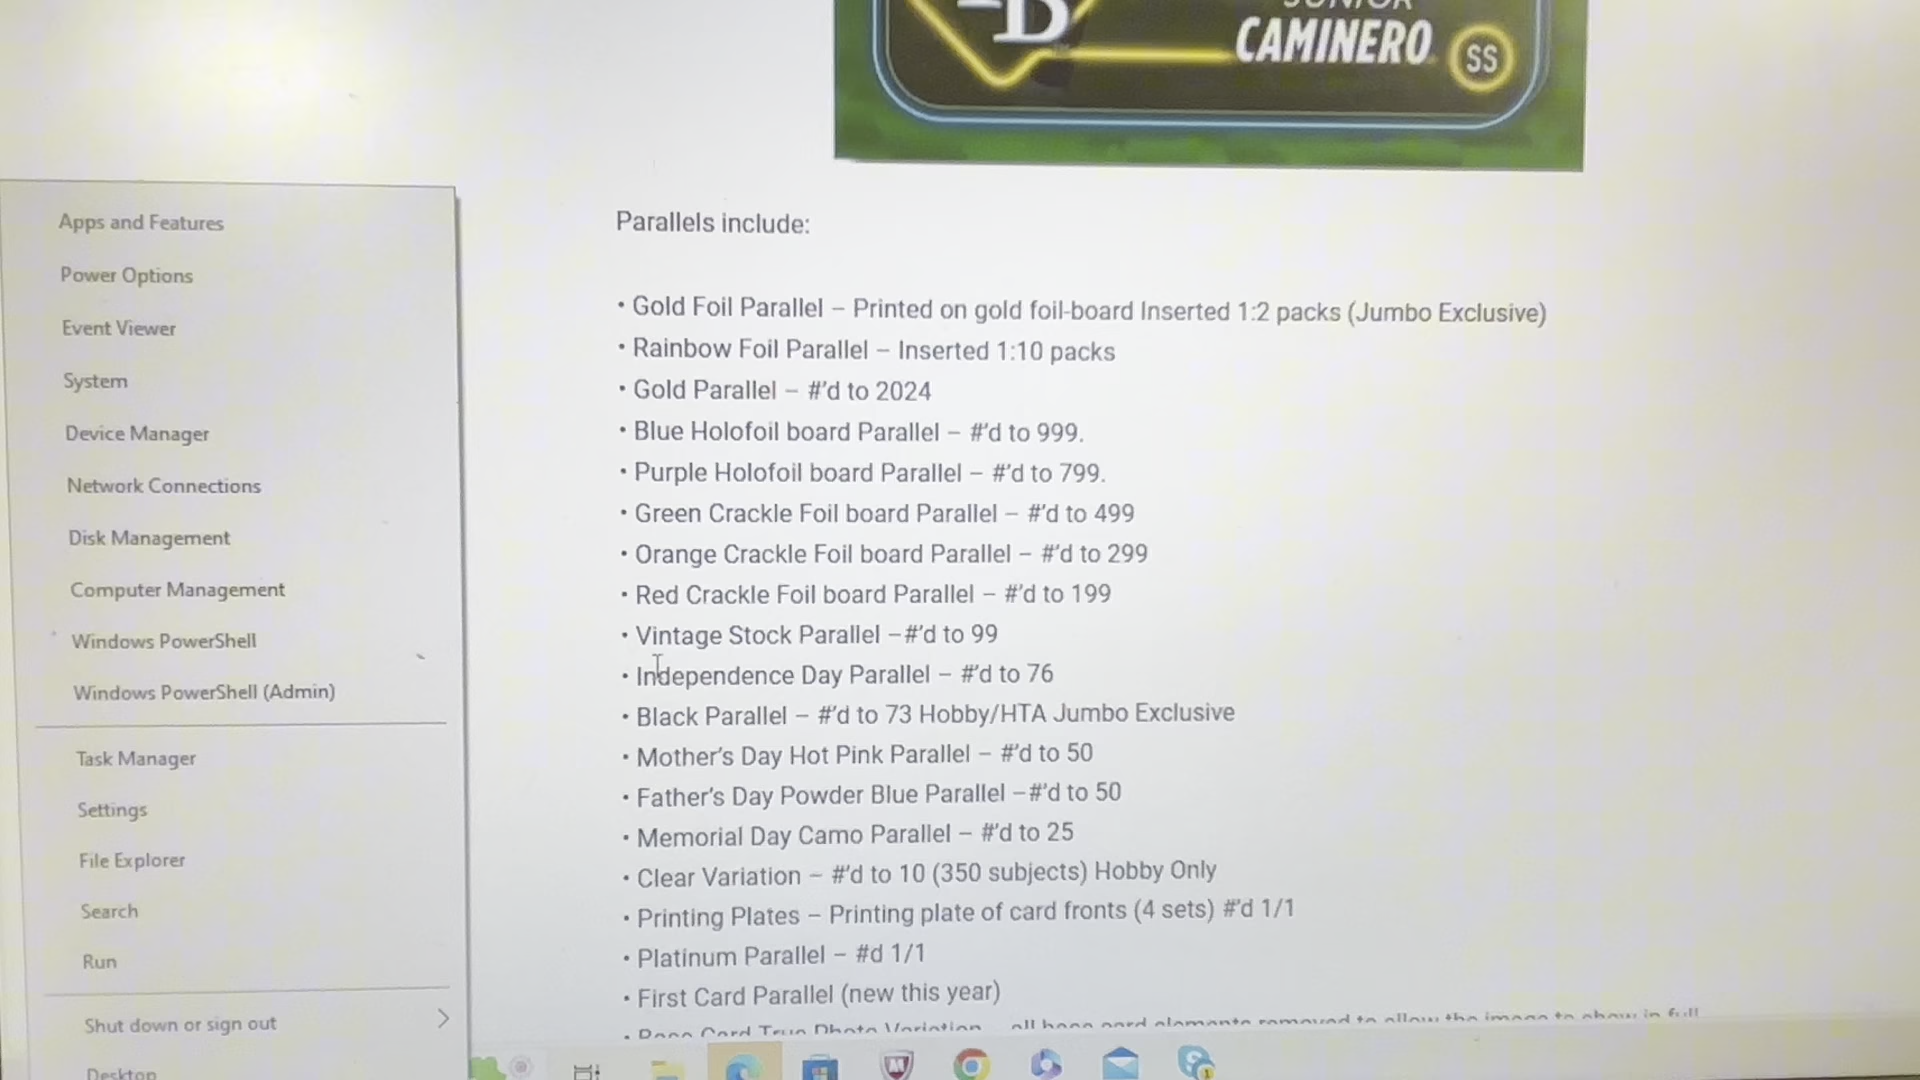 CAMINERO
SS
Parallels include:
• Gold Foil Parallel – Printed on gold foil-board Inserted 1:2 packs (Jumbo Exclusive)
• Rainbow Foil Parallel – Inserted 1:10 packs
• Gold Parallel – #'d to 2024
• Blue Holofoil board Parallel – #'d to 999.
• Purple Holofoil board Parallel – #'d to 799.
• Green Crackle Foil board Parallel – #'d to 499
• Orange Crackle Foil board Parallel – #'d to 299
• Red Crackle Foil board Parallel – #'d to 199
• Vintage Stock Parallel –#'d to 99
• Independence Day Parallel – #'d to 76
• Black Parallel – #'d to 73 Hobby/HTA Jumbo Exclusive
• Mother's Day Hot Pink Parallel – #'d to 50
• Father's Day Powder Blue Parallel –#'d to 50
• Memorial Day Camo Parallel – #'d to 25
• Clear Variation – #'d to 10 (350 subjects) Hobby Only
• Printing Plates – Printing plate of card fronts (4 sets) #'d 1/1
• Platinum Parallel – #d 1/1
• First Card Parallel (new this year)
Apps and Features
Power Options
Event Viewer
System
Device Manager
Network Connections
Disk Management
Computer Management
Windows PowerShell
Windows PowerShell (Admin)
Task Manager
Settings
File Explorer
Search
Run
Shut down or sign out
Desktop